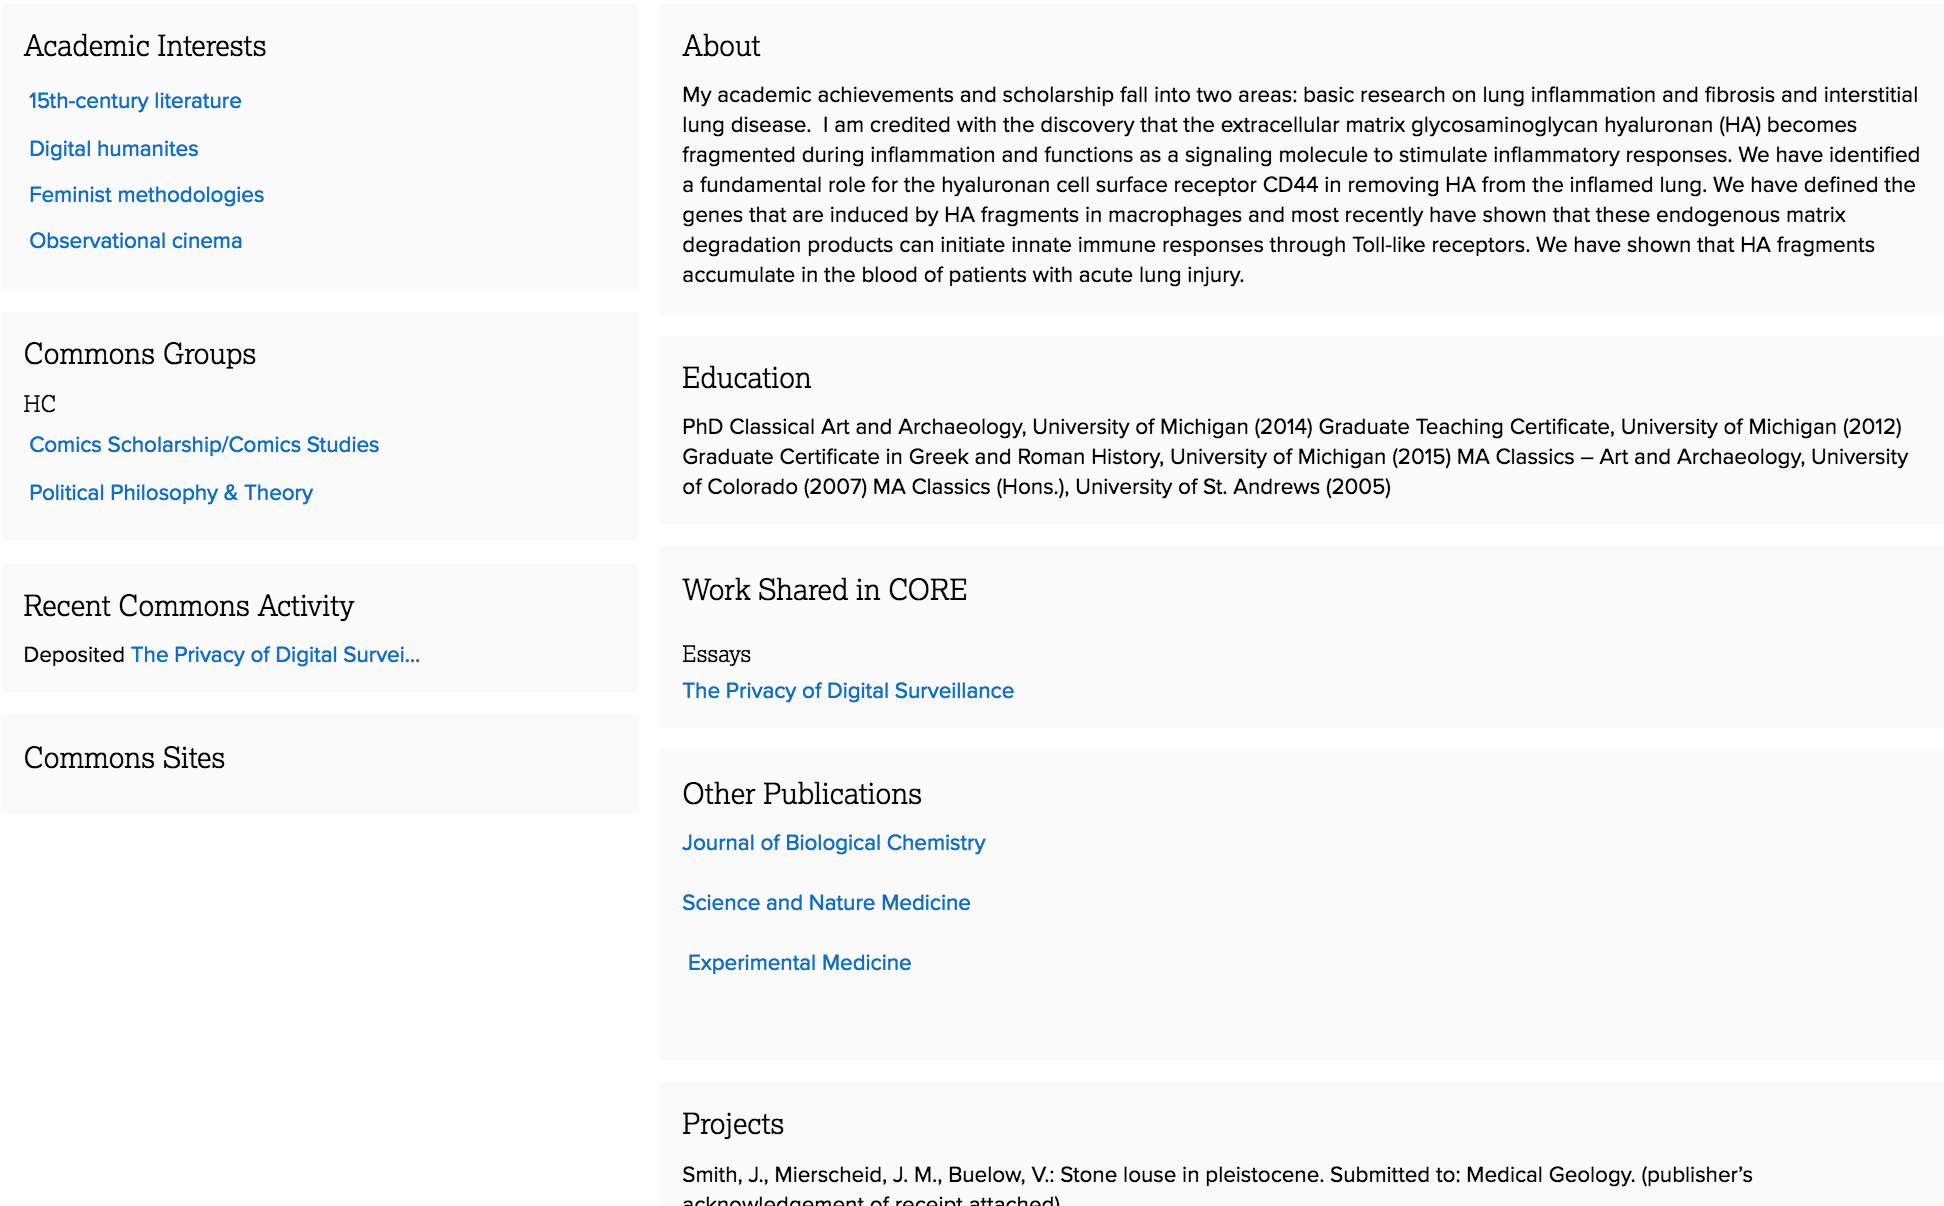 Academic Interests
15th-century literature
Digital humanites
Feminist methodologies
Observational cinema
Commons Groups
HC
Comics Scholarship/Comics Studies
Political Philosophy & Theory
Recent Commons Activity
Deposited The Privacy of Digital Survei...
Commons Sites
About
My academic achievements and scholarship fall into two areas: basic research on lung inflammation and fibrosis and interstitial
lung disease.  I am credited with the discovery that the extracellular matrix glycosaminoglycan hyaluronan (HA) becomes
fragmented during inflammation and functions as a signaling molecule to stimulate inflammatory responses. We have identified
a fundamental role for the hyaluronan cell surface receptor CD44 in removing HA from the inflamed lung. We have defined the
genes that are induced by HA fragments in macrophages and most recently have shown that these endogenous matrix
degradation products can initiate innate immune responses through Toll-like receptors. We have shown that HA fragments
accumulate in the blood of patients with acute lung injury.
Education
PhD Classical Art and Archaeology, University of Michigan (2014) Graduate Teaching Certificate, University of Michigan (2012)
Graduate Certificate in Greek and Roman History, University of Michigan (2015) MA Classics – Art and Archaeology, University
of Colorado (2007) MA Classics (Hons.), University of St. Andrews (2005)
Work Shared in CORE
Essays
The Privacy of Digital Surveillance
Other Publications
Journal of Biological Chemistry
Science and Nature Medicine
Experimental Medicine
Projects
Smith, J., Mierscheid, J. M., Buelow, V.: Stone louse in pleistocene. Submitted to: Medical Geology. (publisher's
acknowledgement of receipt attached)